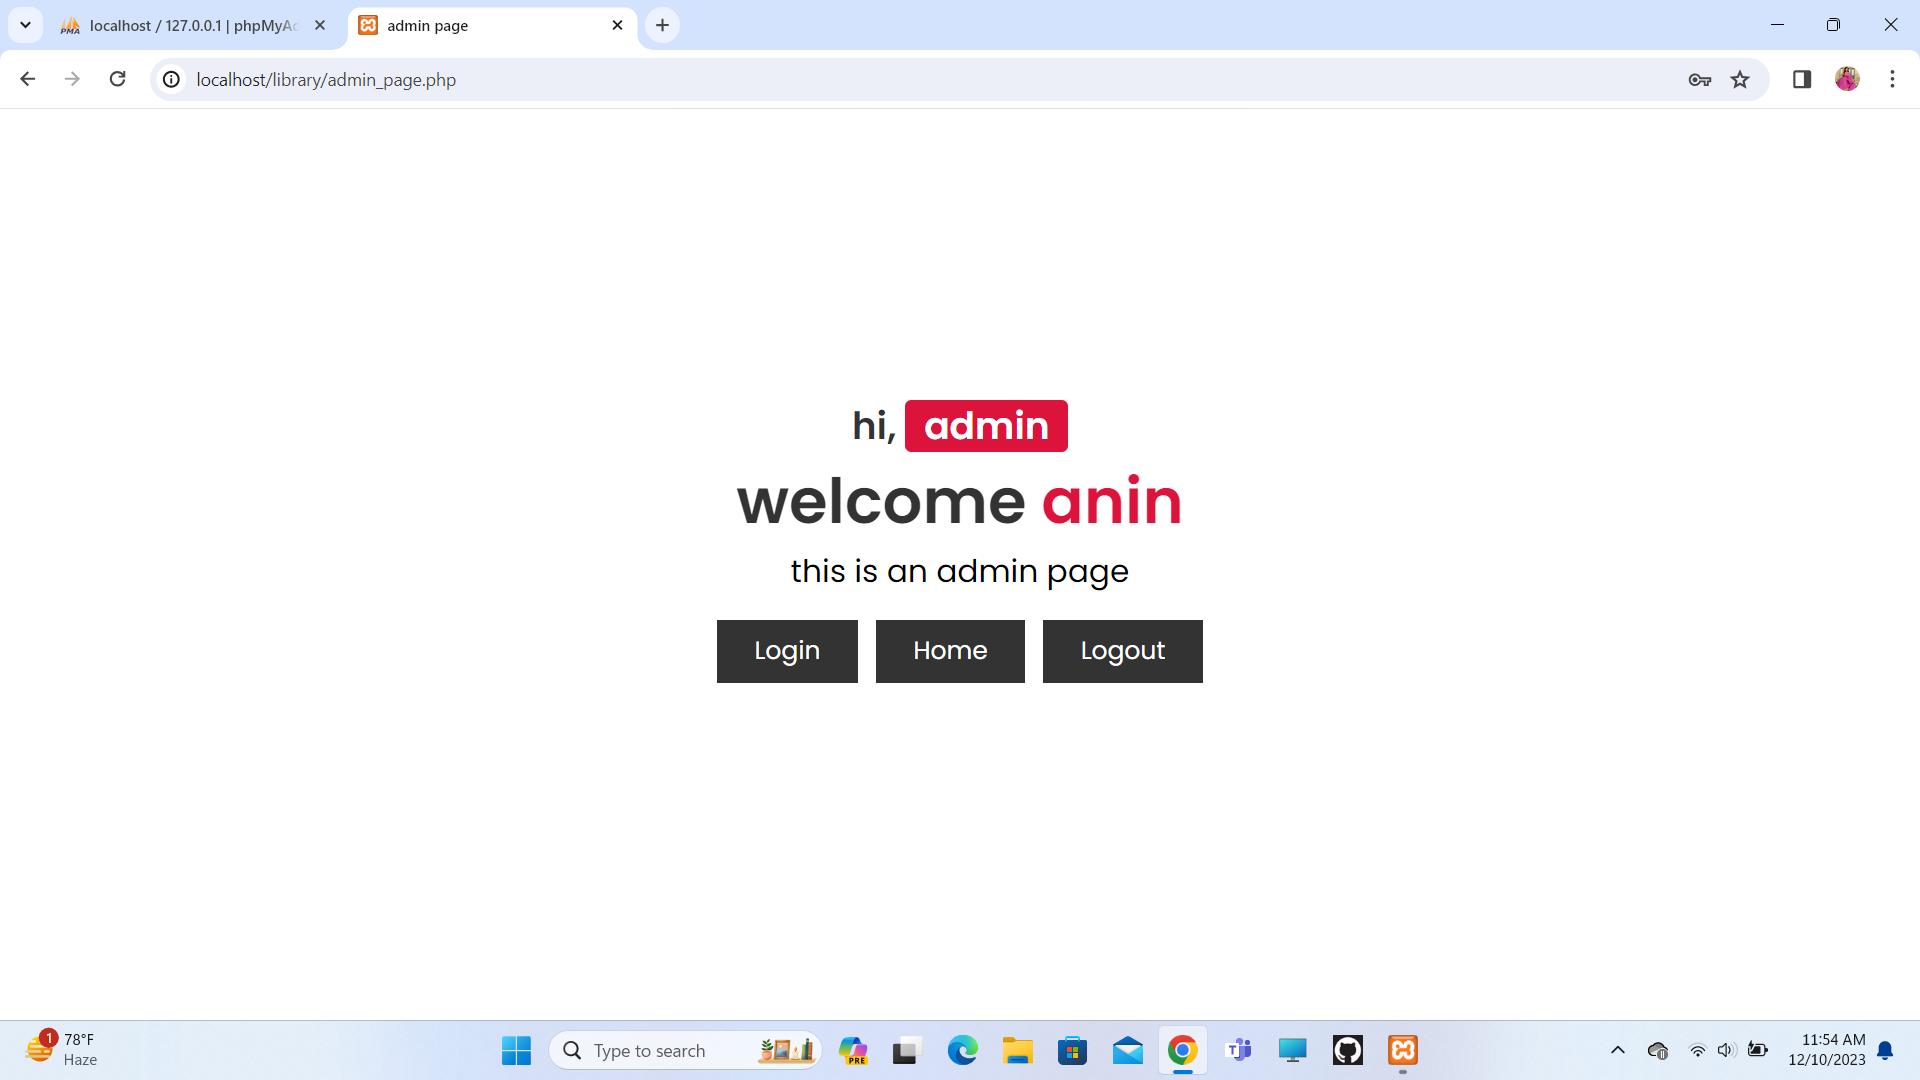 localhost / 127.0.0.1 | phpMyAc
admin page
localhost/library/admin_page.php
hi, admin
welcome anin
this is an admin page
Login Home Logout
1
78°F
Haze
Type to search
PRE
11:54 AM
12/10/2023